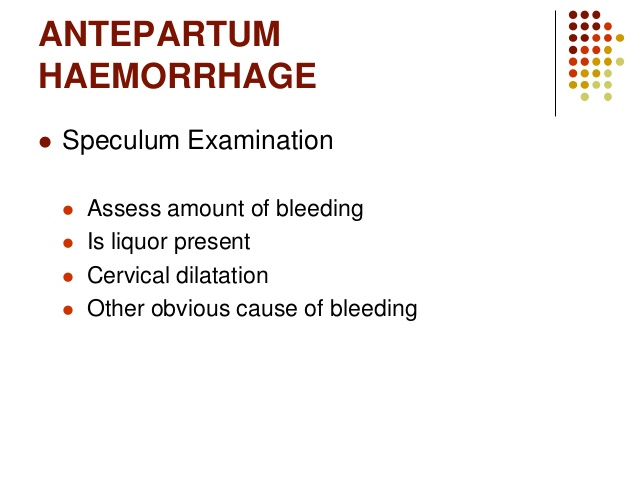 ANTEPARTUM
HAEMORRHAGE
Speculum Examination
Assess amount of bleeding
Is liquor present
Cervical dilatation
Other obvious cause of bleeding